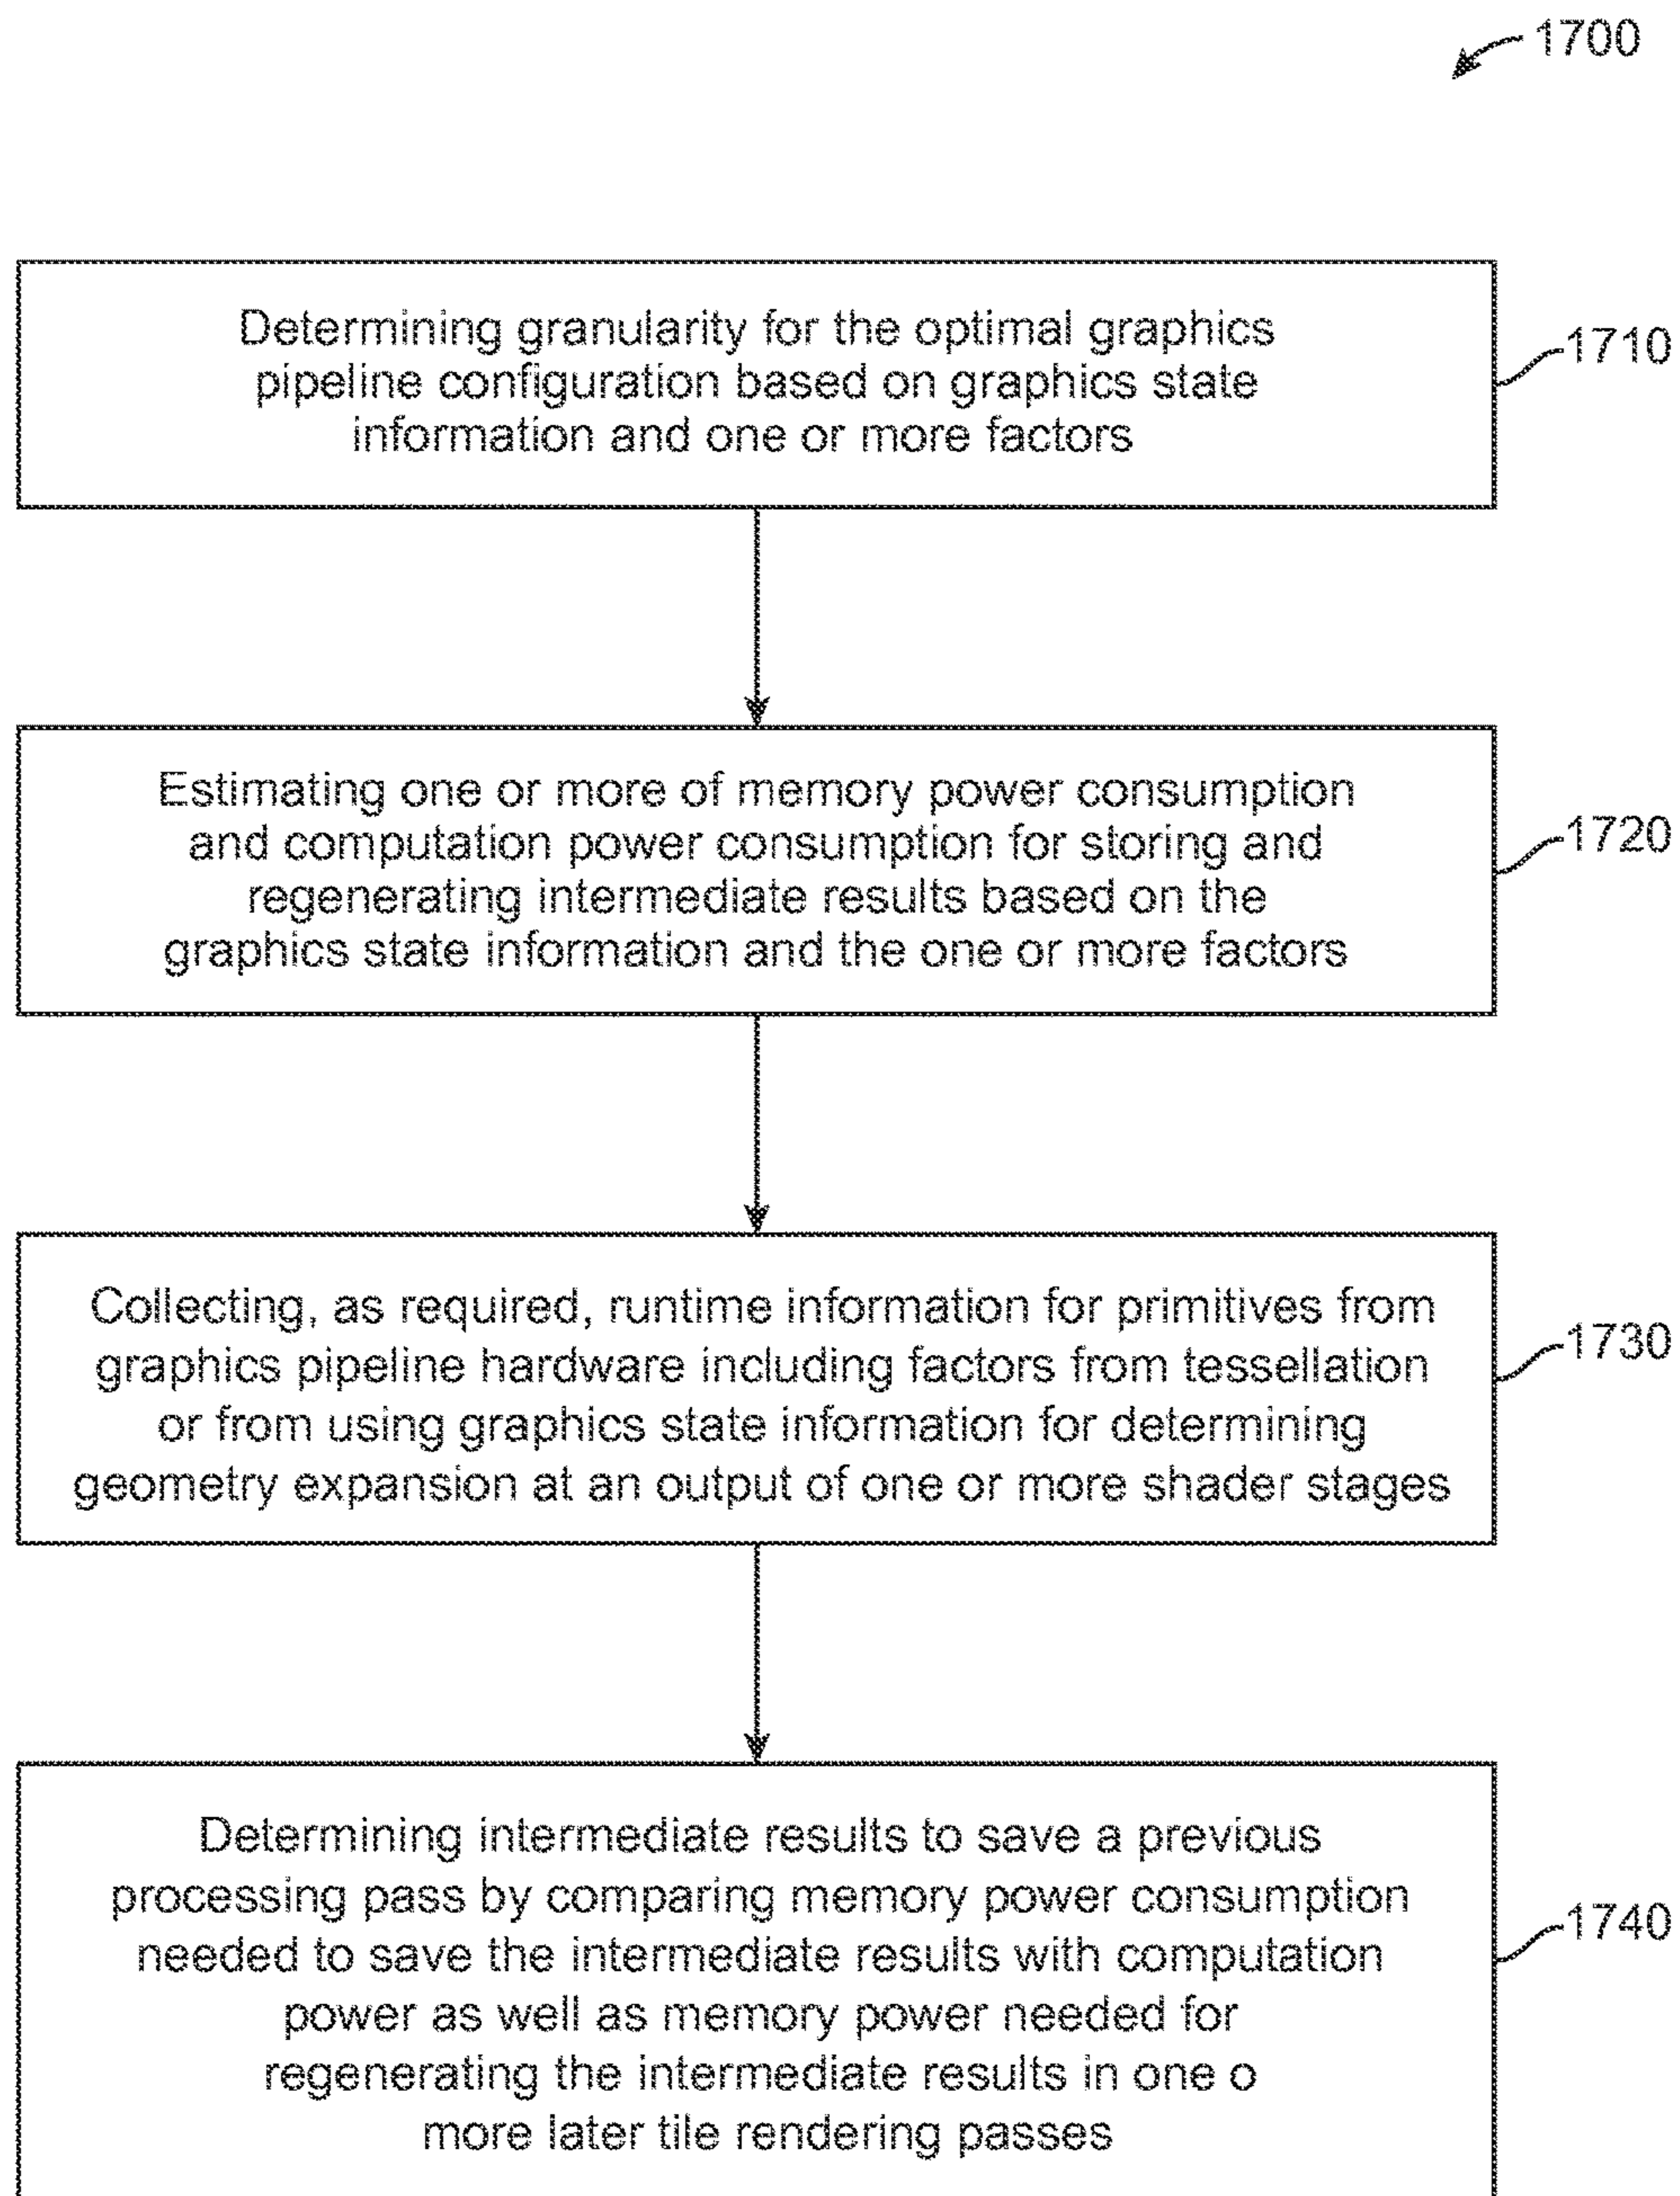 1700
Determining granularity for the optimal graphics
pipeline configuration based on graphics state
information and one or more factors
1710
Estimating one or more of memory power consumption
and computation power consumption for storing and
regenerating intermediate results based on the
graphics state information and the one or more factors
1720
Collecting, as required, runtime information for primitives from
graphics pipeline hardware including factors from tessellation
or from using graphics state information for determining
geometry expansion at an output of one or more shader stages
1730
Determining intermediate results to save a previous
processing pass by comparing memory power consumption
needed to save the intermediate results with computation
power as well as memory power needed for
regenerating the intermediate results in one o
more later tile rendering passes
1740